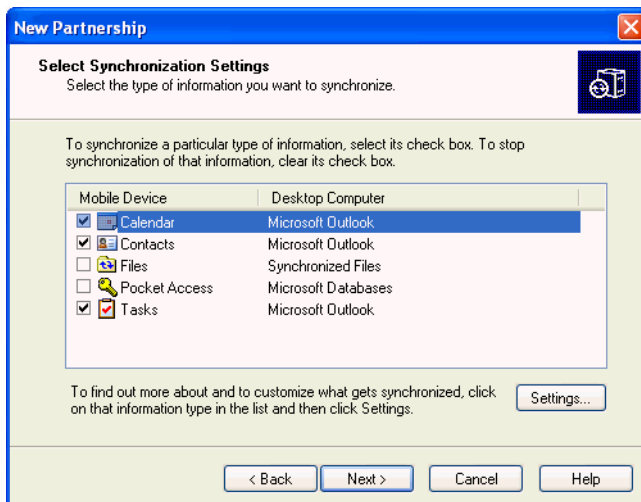 New Partnership
Select Synchronization Settings
Select the type of information you want to synchronize.
To synchronize a particular type of information, select its check box. To stop
synchronization of that information, clear its check box.
Mobile Device Desktop Computer
Calendar Microsoft Outlook
Contacts Microsoft Outlook
Files Synchronized Files
Pocket Access Microsoft Databases
Tasks Microsoft Outlook
To find out more about and to customize what gets synchronized, click
on that information type in the list and then click Settings.
Settings...
< Back Next > Cancel Help